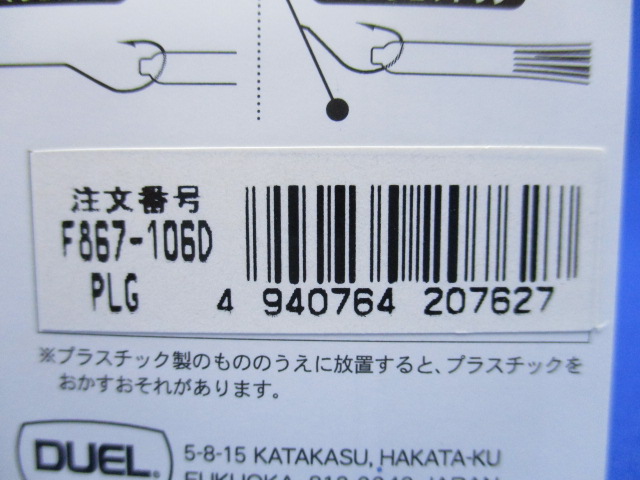 注文番号
F867-106D
PLG
4 940764 207627
※プラスチック製のもののうえに放置すると、プラスチックを
おかすおそれがあります。
DUEL®
5-8-15 KATAKASU, HAKATA-KU